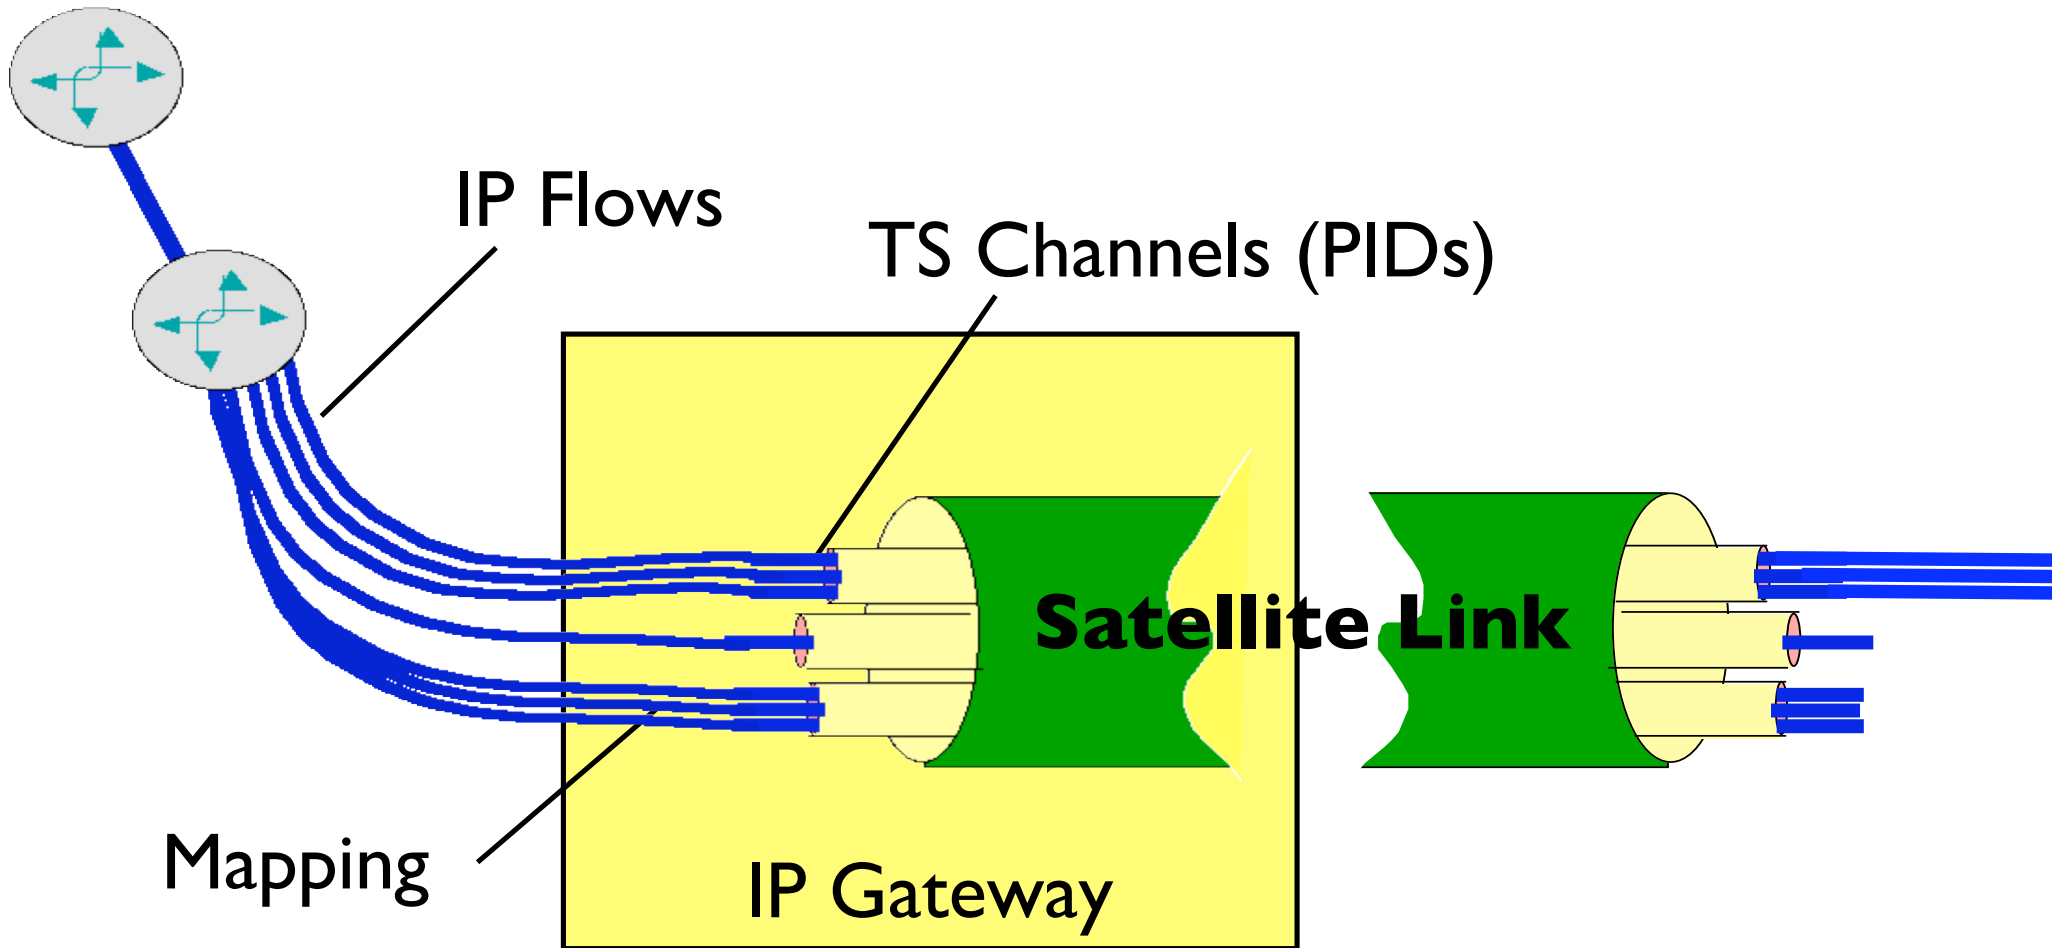 IP Flows
TS Channels (PIDs)
Satellite Link
Mapping
IP Gateway